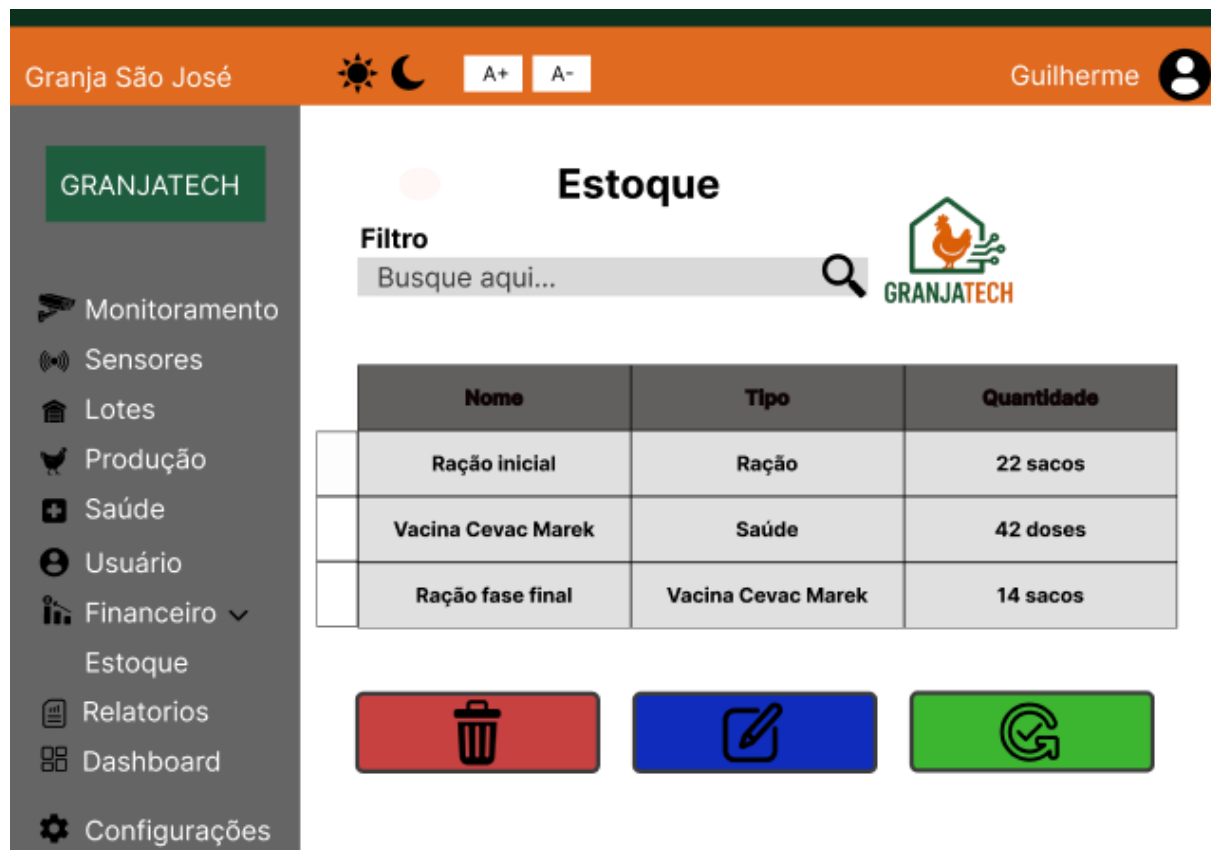 Granja São José
A+ A-
Guilherme
GRANJATECH
Monitoramento
Sensores
Lotes
Produção
Saúde
Usuário
Financeiro
Estoque
Relatorios
Dashboard
Configurações
Estoque
Filtro
Busque aqui...
GRANJATECH
Nome Tipo Quantidade
Ração inicial Ração 22 sacos
Vacina Cevac Marek Saúde 42 doses
Ração fase final Vacina Cevac Marek 14 sacos